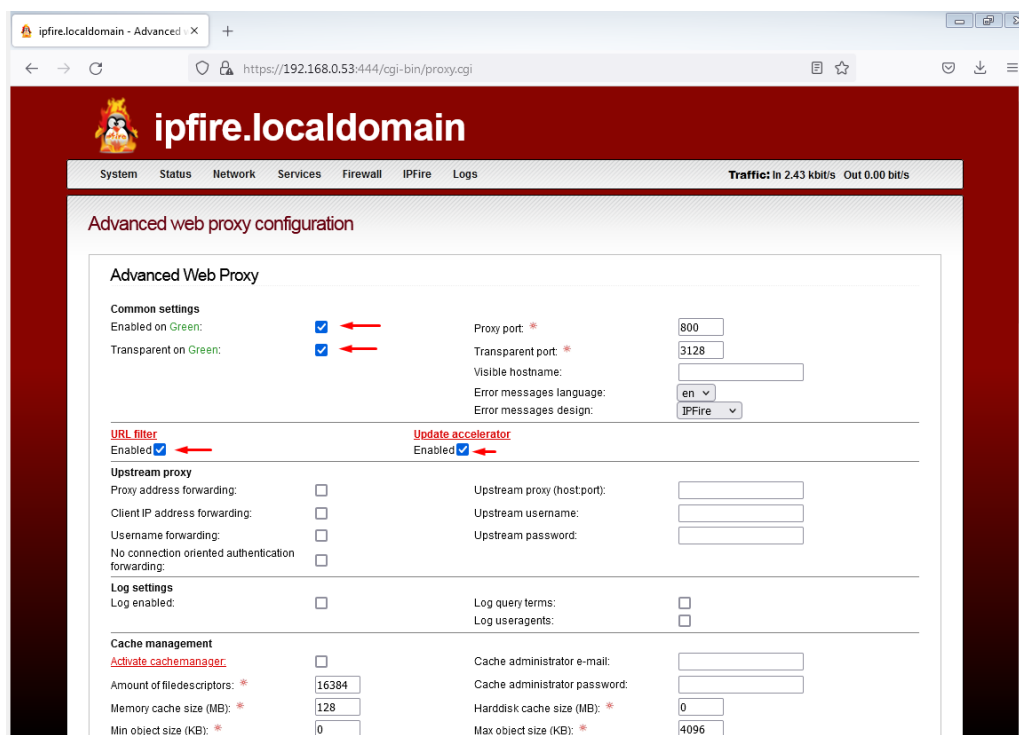 ipfire.localdomain - Advanced
https://192.168.0.53:444/cgi-bin/proxy.cgi
ipfire.localdomain
System Status Network Services Firewall IPFire Logs Traffic: In 2.43 kbit/s Out 0.00 bit/s
Advanced web proxy configuration
Advanced Web Proxy
Common settings
Enabled on Green: Proxy port: * 800
Transparent on Green: Transparent port: * 3128
Visible hostname:
Error messages language: en
Error messages design: IPFire
URL filter Update accelerator
Enabled Enabled
Upstream proxy
Proxy address forwarding: Upstream proxy (host:port):
Client IP address forwarding: Upstream username:
Username forwarding: Upstream password:
No connection oriented authentication
forwarding:
Log settings
Log enabled: Log query terms:
Log useragents:
Cache management
Activate cachemanager: Cache administrator e-mail:
Amount of filedescriptors: * 16384 Cache administrator password:
Memory cache size (MB): * 128 Harddisk cache size (MB): * 0
Min object size (KB): * 0 Max object size (KB): * 4096